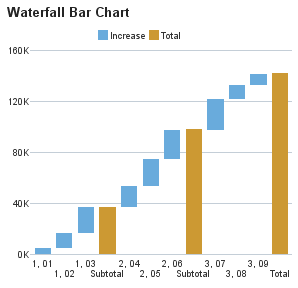 Waterfall Bar Chart
Increase Total
160K
120K
80K
40K
0K
1, 01 1, 03 2, 04 2, 06 3, 07 3, 09
1, 02 Subtotal 2, 05 Subtotal 3, 08 Total